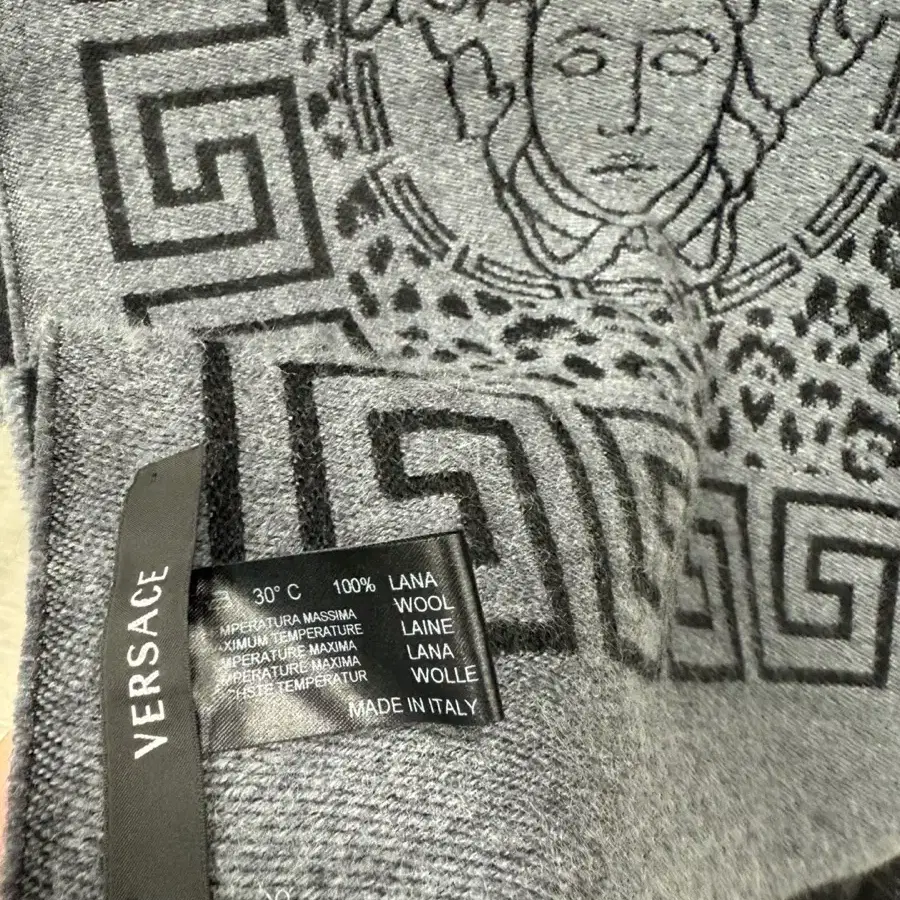 VERSACE
30° C 100% LANA
WOOL
MPERATURA MASSIMA
XIMUM TEMPERATURE LAINE
MPERATURE MAXIMA LANA
MPERATURE MAXIMA
HSTE TEMPERATUR WOLLE
MADE IN ITALY